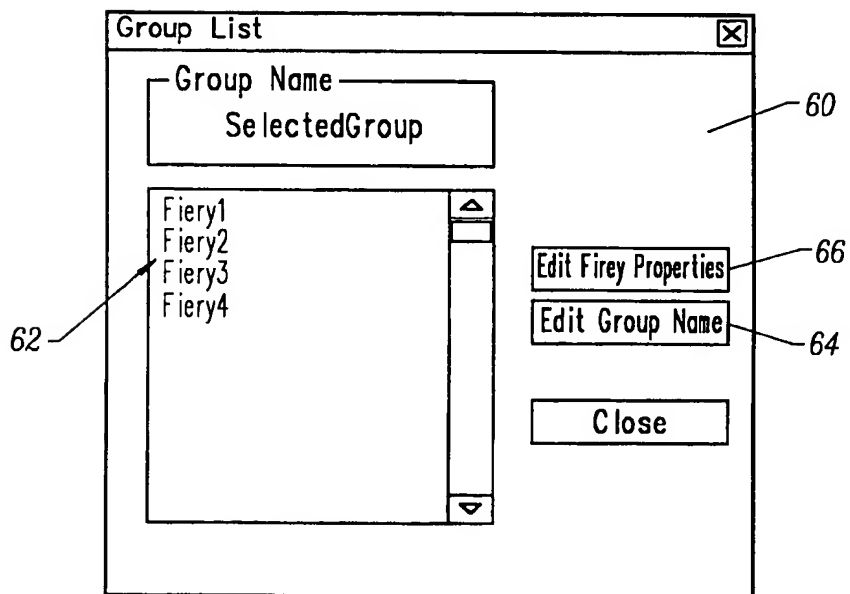 Group List
Group Name
SelectedGroup
60
Fiery1
Fiery2
Fiery3
Fiery4
62
Edit Firey Properties
66
Edit Group Name
64
Close